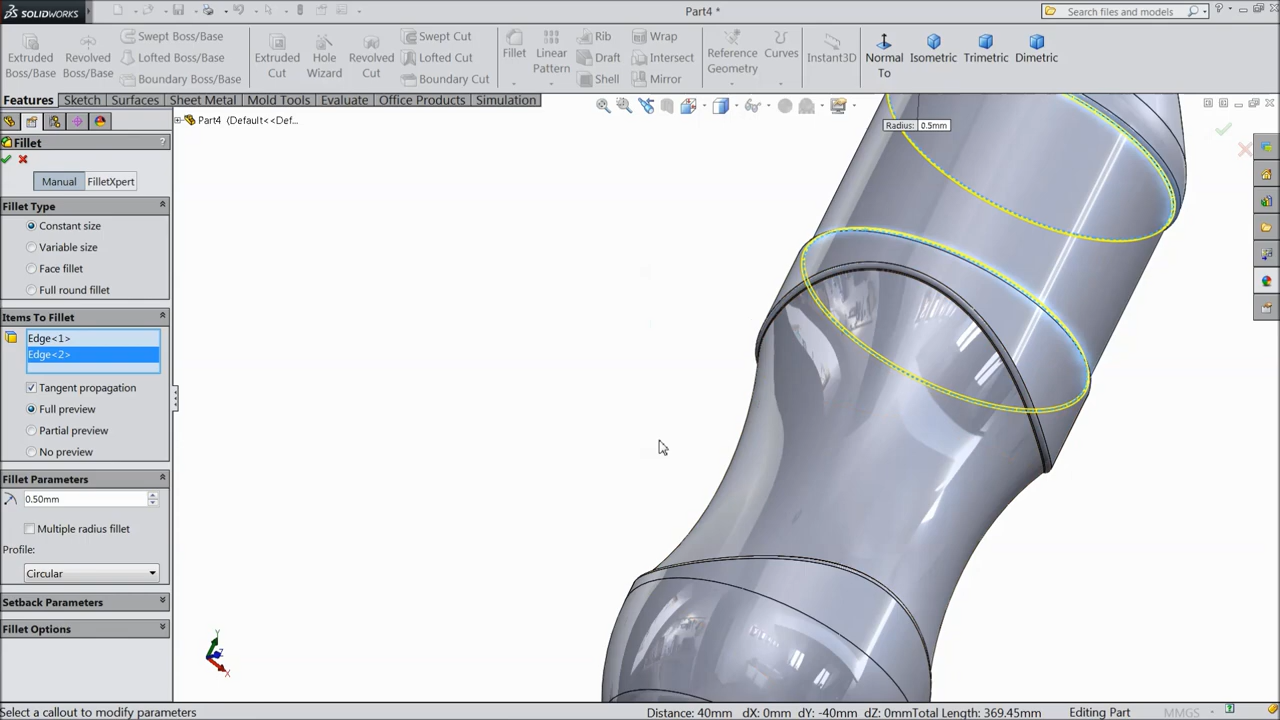 SOLIDWORKS
Part4 *
Search files and models
Extruded Boss/Base
Revolved Boss/Base
Swept Boss/Base
Lofted Boss/Base
Boundary Boss/Base
Extruded Cut
Hole Wizard
Revolved Cut
Swept Cut
Lofted Cut
Boundary Cut
Fillet
Linear Pattern
Rib
Draft
Shell
Wrap
Intersect
Mirror
Reference Geometry
Curves
Instant3D
Normal To
Isometric
Trimetric
Dimetric
Features Sketch Surfaces Sheet Metal Mold Tools Evaluate Office Products Simulation
Part4 (Default<<Def...
Radius: 0.5mm
Fillet ?
Manual FilletXpert
Fillet Type
Constant size
Variable size
Face fillet
Full round fillet
Items To Fillet
Edge<1>
Edge<2>
Tangent propagation
Full preview
Partial preview
No preview
Fillet Parameters
0.50mm
Multiple radius fillet
Profile:
Circular
Setback Parameters
Fillet Options
Y
Z
X
Select a callout to modify parameters
Distance: 40mm dX: 0mm dY: -40mm dZ: 0mmTotal Length: 369.45mm Editing Part MMGS